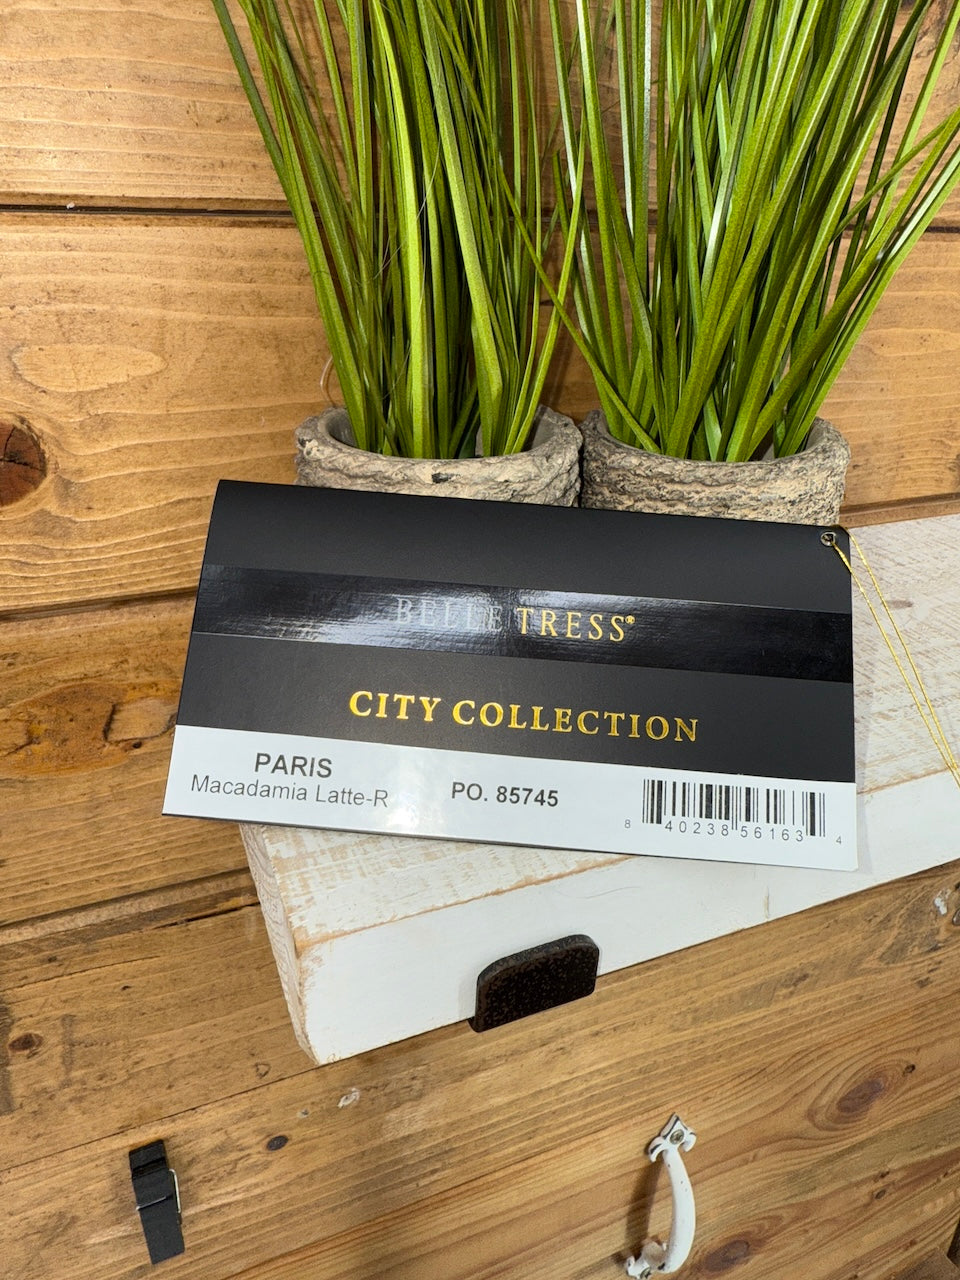 BELLE TRESS®
CITY COLLECTION
PARIS
Macadamia Latte-R
PO. 85745
8 40238 56163 4